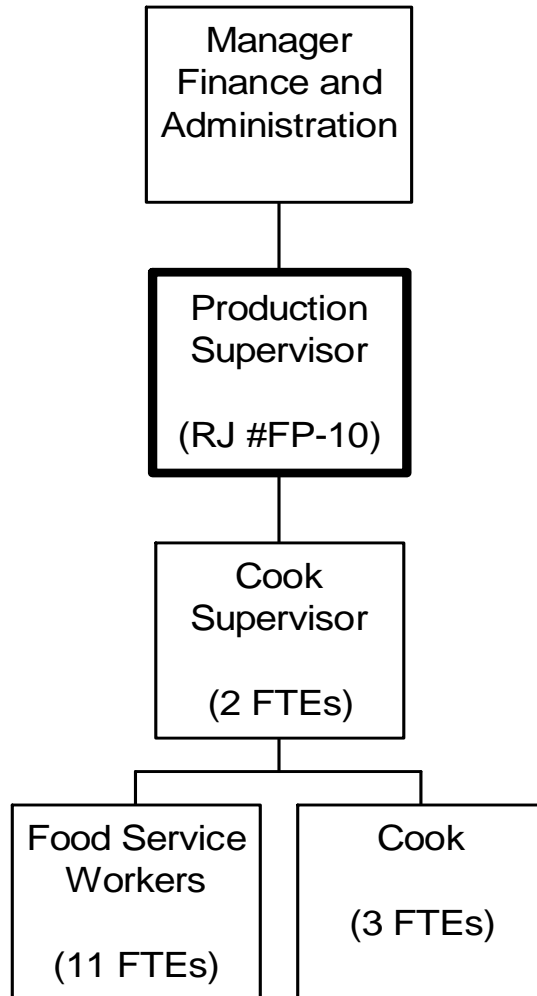 Manager
Finance and
Administration
Production
Supervisor
(RJ #FP-10)
Cook
Supervisor
(2 FTEs)
Food Service
Workers
(11 FTEs)
Cook
(3 FTEs)